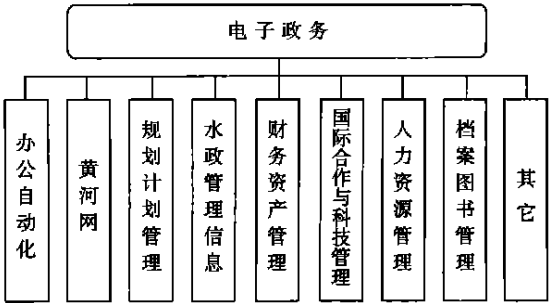 电子政务
办公自动化
黄河网
规划计划管理
水政管理信息
财务资产管理
国际合作与科技管理
人力资源管理
档案图书管理
其它